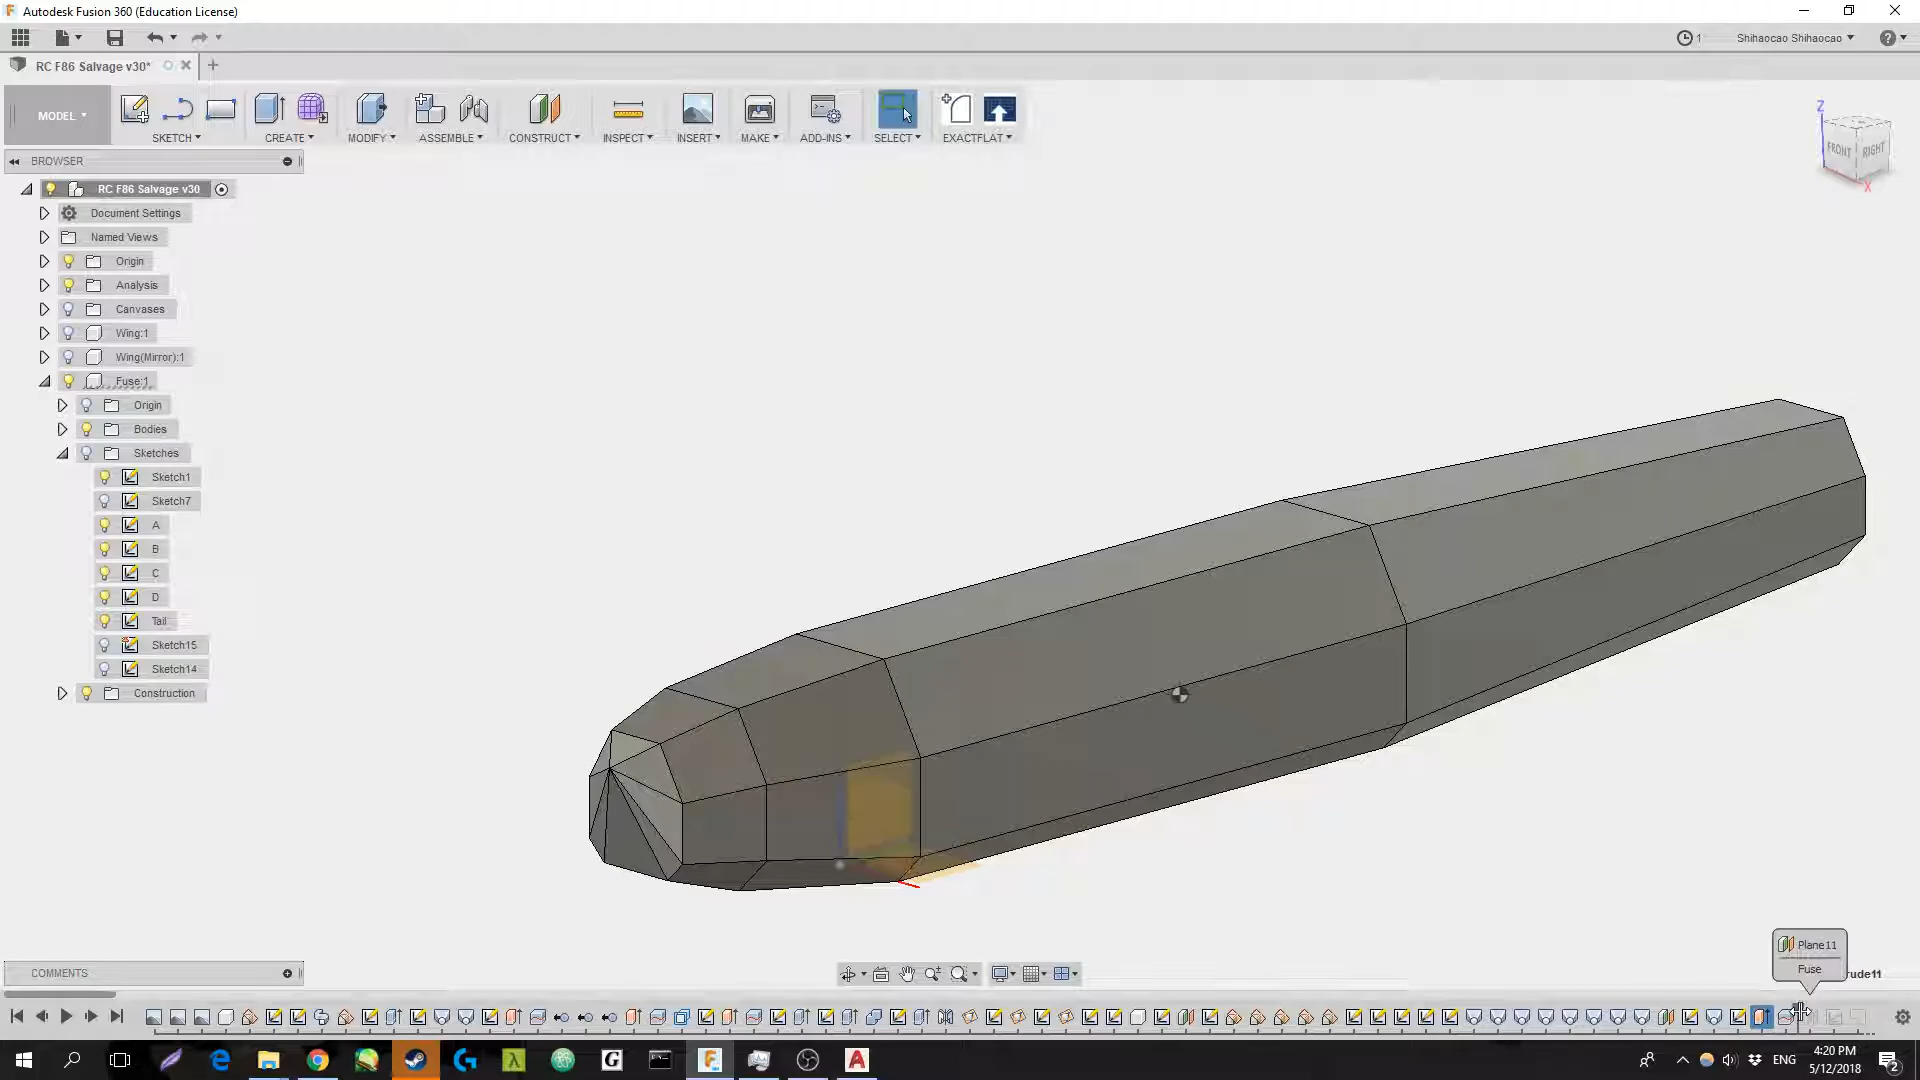 Autodesk Fusion 360 (Education License)
1
Shihaocao Shihaocao
RC F86 Salvage v30*
MODEL
SKETCH
CREATE
MODIFY
ASSEMBLE
CONSTRUCT
INSPECT
INSERT
MAKE
ADD-INS
SELECT
EXACTFLAT
Z
FRONT
RIGHT
X
BROWSER
RC F86 Salvage v30
Document Settings
Named Views
Origin
Analysis
Canvases
Wing:1
Wing(Mirror):1
Fuse:1
Origin
Bodies
Sketches
Sketch1
Sketch7
A
B
C
D
Tail
Sketch15
Sketch14
Construction
Plane11
Fuse
rude11
COMMENTS
ENG
4:20 PM
5/12/2018
2